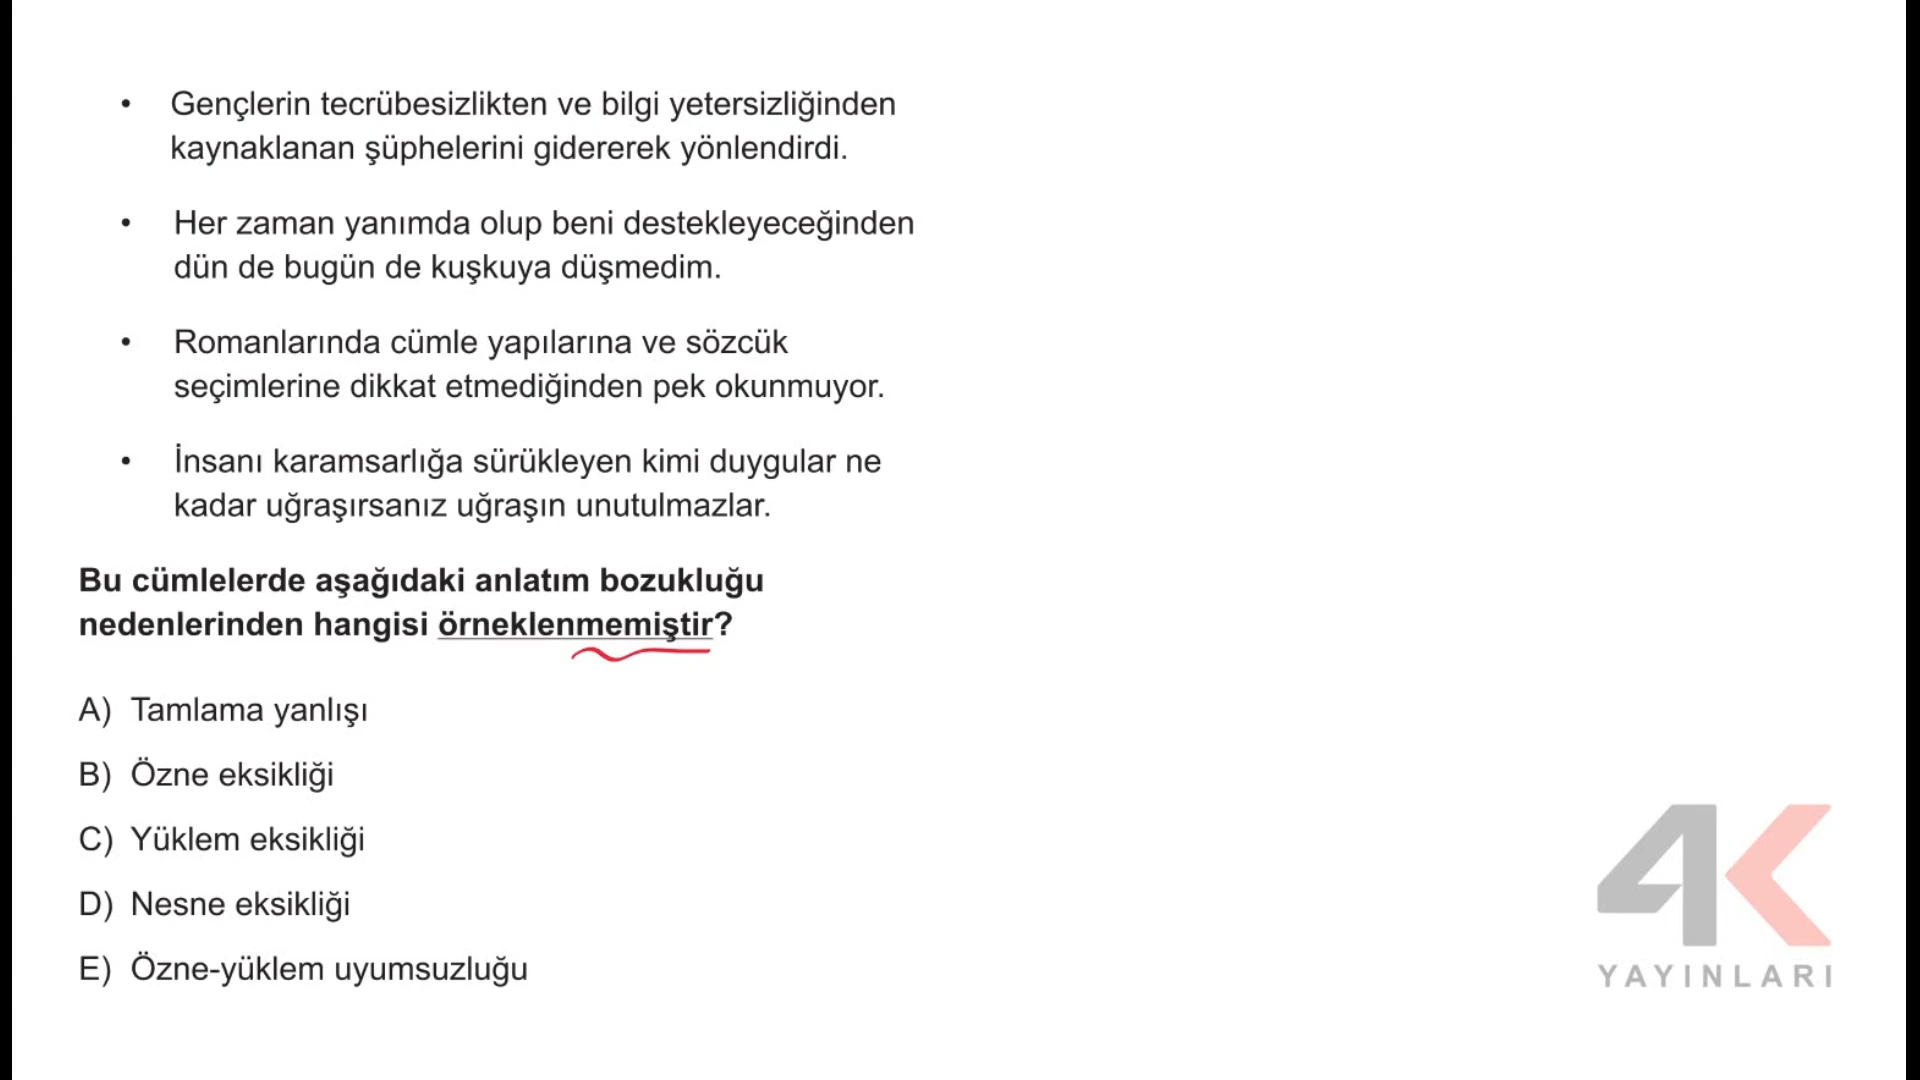 • Gençlerin tecrübesizlikten ve bilgi yetersizliğinden
kaynaklanan şüphelerini gidererek yönlendirdi.
• Her zaman yanımda olup beni destekleyeceğinden
dün de bugün de kuşkuya düşmedim.
• Romanlarında cümle yapılarına ve sözcük
seçimlerine dikkat etmediğinden pek okunmuyor.
• İnsanı karamsarlığa sürükleyen kimi duygular ne
kadar uğraşırsanız uğraşın unutulmazlar.
Bu cümlelerde aşağıdaki anlatım bozukluğu
nedenlerinden hangisi örneklenmemiştir?
A) Tamlama yanlışı
B) Özne eksikliği
C) Yüklem eksikliği
D) Nesne eksikliği
E) Özne-yüklem uyumsuzluğu
4K
YAYINLARI